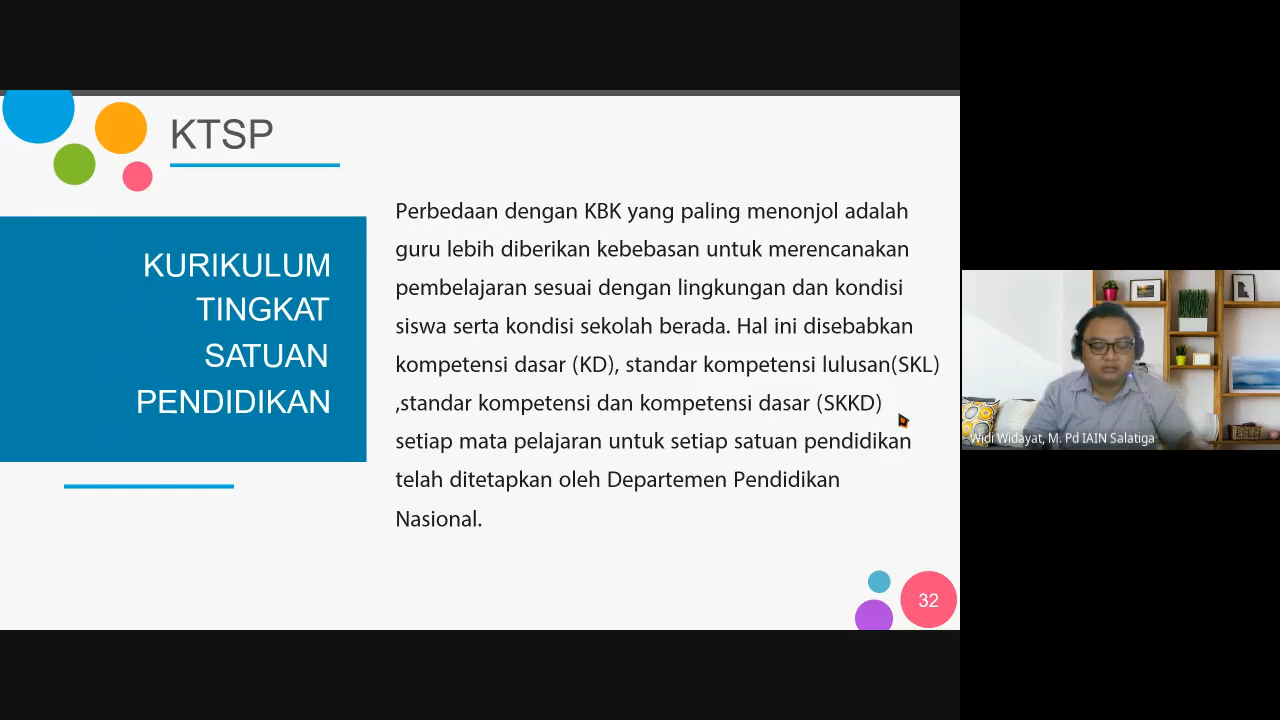 KTSP
KURIKULUM
TINGKAT
SATUAN
PENDIDIKAN
Perbedaan dengan KBK yang paling menonjol adalah
guru lebih diberikan kebebasan untuk merencanakan
pembelajaran sesuai dengan lingkungan dan kondisi
siswa serta kondisi sekolah berada. Hal ini disebabkan
kompetensi dasar (KD), standar kompetensi lulusan(SKL)
,standar kompetensi dan kompetensi dasar (SKKD)
setiap mata pelajaran untuk setiap satuan pendidikan
telah ditetapkan oleh Departemen Pendidikan
Nasional.
32
Widi Widayat, M. Pd IAIN Salatiga